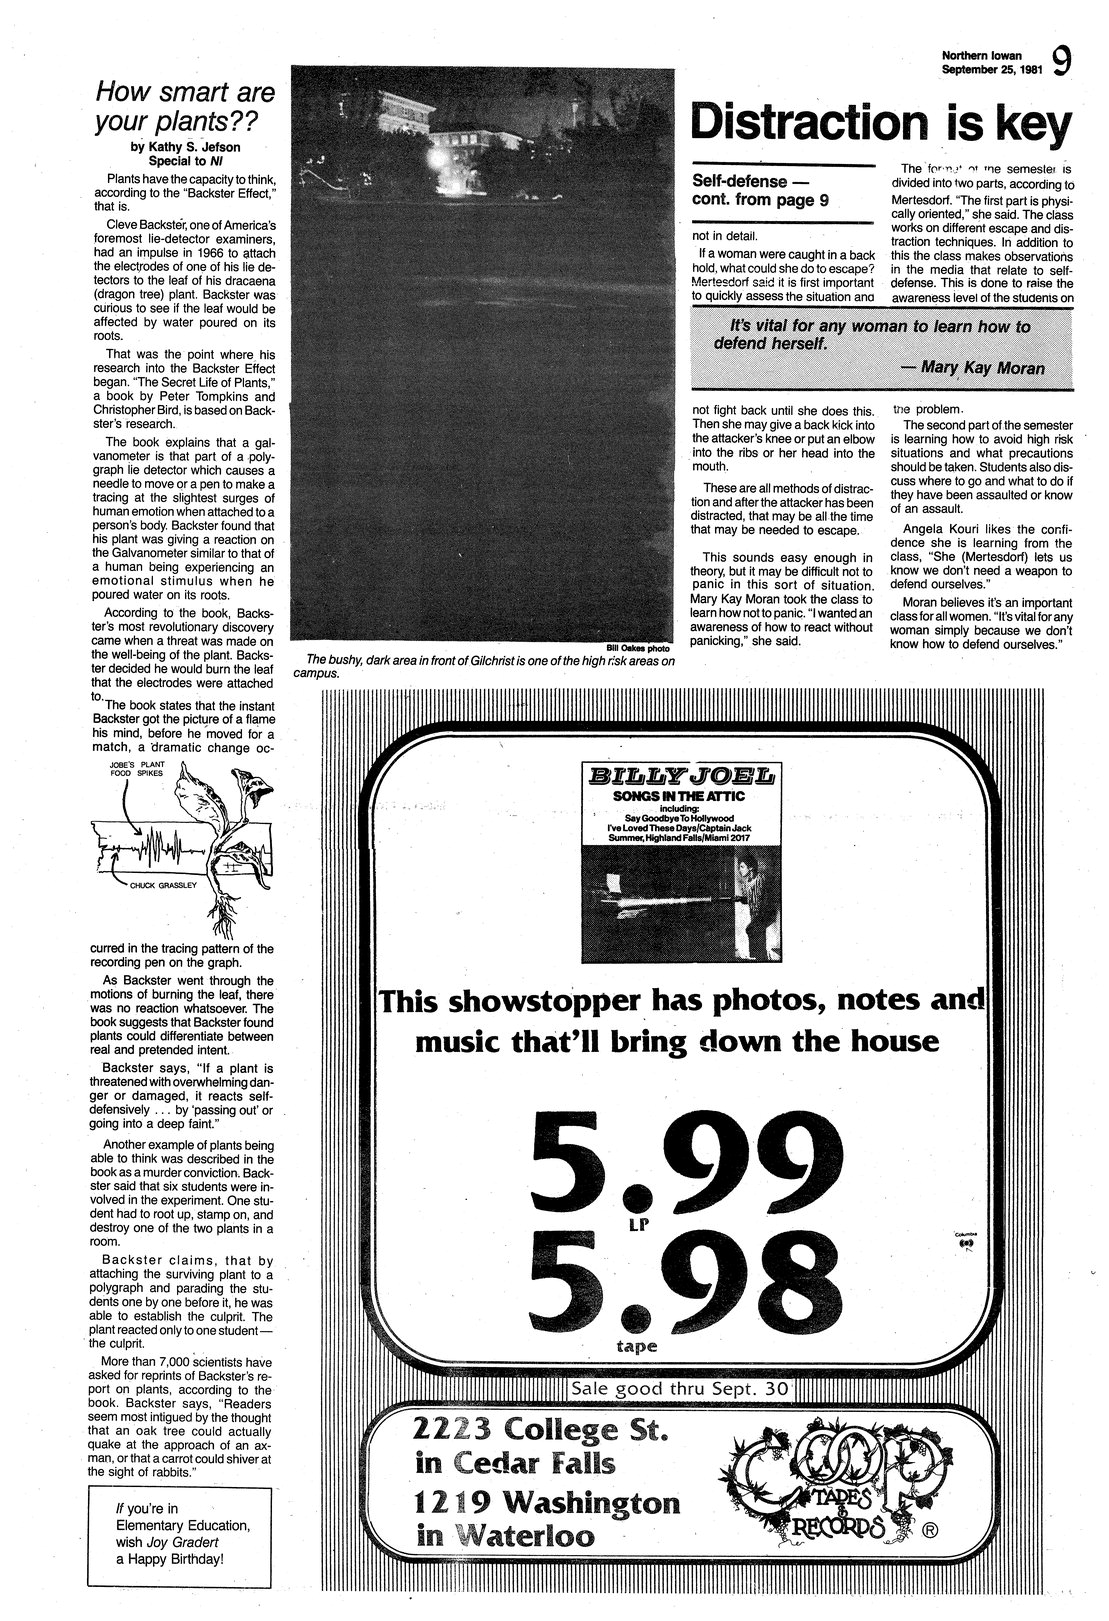 Northern Iowan
September 25, 1981 9
How smart are
your plants??
by Kathy S. Jefson
Special to NI
Plants have the capacity to think,
according to the “Backster Effect,”
that is.
Cleve Backster, one of America's
foremost lie-detector examiners,
had an impulse in 1966 to attach
the electrodes of one of his lie de-
tectors to the leaf of his dracaena
(dragon tree) plant. Backster was
curious to see if the leaf would be
affected by water poured on its
roots.
That was the point where his
research into the Backster Effect
began. “The Secret Life of Plants,”
a book by Peter Tompkins and
Christopher Bird, is based on Back-
ster's research.
The book explains that a gal-
vanometer is that part of a poly-
graph lie detector which causes a
needle to move or a pen to make a
tracing at the slightest surges of
human emotion when attached to a
person's body. Backster found that
his plant was giving a reaction on
the Galvanometer similar to that of
a human being experiencing an
emotional stimulus when he
poured water on its roots.
According to the book, Backs-
ter's most revolutionary discovery
came when a threat was made on
the well-being of the plant. Backs-
ter decided he would burn the leaf
that the electrodes were attached
to.
The book states that the instant
Backster got the picture of a flame
his mind, before he moved for a
match, a dramatic change oc-
JOBE'S PLANT
FOOD SPIKES
CHUCK GRASSLEY
curred in the tracing pattern of the
recording pen on the graph.
As Backster went through the
motions of burning the leaf, there
was no reaction whatsoever. The
book suggests that Backster found
plants could differentiate between
real and pretended intent.
Backster says, “If a plant is
threatened with overwhelming dan-
ger or damaged, it reacts self-
defensively . . . by ‘passing out’ or
going into a deep faint.”
Another example of plants being
able to think was described in the
book as a murder conviction. Back-
ster said that six students were in-
volved in the experiment. One stu-
dent had to root up, stamp on, and
destroy one of the two plants in a
room.
Backster claims, that by
attaching the surviving plant to a
polygraph and parading the stu-
dents one by one before it, he was
able to establish the culprit. The
plant reacted only to one student —
the culprit.
More than 7,000 scientists have
asked for reprints of Backster's re-
port on plants, according to the
book. Backster says, “Readers
seem most intigued by the thought
that an oak tree could actually
quake at the approach of an ax-
man, or that a carrot could shiver at
the sight of rabbits.”
If you're in
Elementary Education,
wish Joy Gradert
a Happy Birthday!
Bill Oakes photo
The bushy, dark area in front of Gilchrist is one of the high risk areas on
campus.
Distraction is key
Self-defense —
cont. from page 9
not in detail.
If a woman were caught in a back
hold, what could she do to escape?
Mertesdorf said it is first important
to quickly assess the situation and
It's vital for any woman to learn how to
defend herself.
— Mary Kay Moran
not fight back until she does this.
Then she may give a back kick into
the attacker's knee or put an elbow
into the ribs or her head into the
mouth.
These are all methods of distrac-
tion and after the attacker has been
distracted, that may be all the time
that may be needed to escape.
This sounds easy enough in
theory, but it may be difficult not to
panic in this sort of situation.
Mary Kay Moran took the class to
learn how not to panic. “I wanted an
awareness of how to react without
panicking,” she said.
The format of the semester is
divided into two parts, according to
Mertesdorf. “The first part is physi-
cally oriented,” she said. The class
works on different escape and dis-
traction techniques. In addition to
this the class makes observations
in the media that relate to self-
defense. This is done to raise the
awareness level of the students on
the problem.
The second part of the semester
is learning how to avoid high risk
situations and what precautions
should be taken. Students also dis-
cuss where to go and what to do if
they have been assaulted or know
of an assault.
Angela Kouri likes the confi-
dence she is learning from the
class, “She (Mertesdorf) lets us
know we don't need a weapon to
defend ourselves.”
Moran believes it's an important
class for all women. “It's vital for any
woman simply because we don't
know how to defend ourselves.”
BILLY JOEL
SONGS IN THE ATTIC
including:
Say Goodbye To Hollywood
I've Loved These Days/Captain Jack
Summer, Highland Falls/Miami 2017
This showstopper has photos, notes and
music that'll bring down the house
5.99
LP
5.98
tape
Columbia
Sale good thru Sept. 30
2223 College St.
in Cedar Falls
1219 Washington
in Waterloo
coop
TAPES
&
RECORDS ®